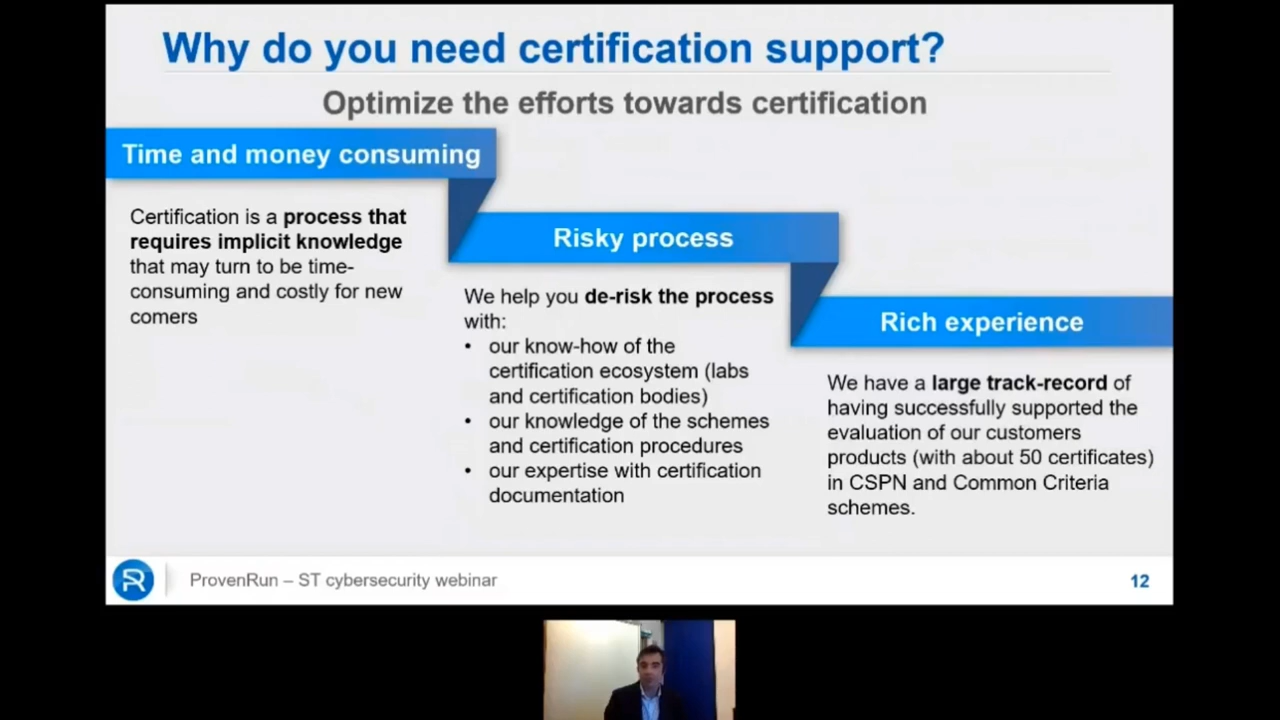 Why do you need certification support?
Optimize the efforts towards certification
Time and money consuming
Certification is a process that
requires implicit knowledge
that may turn to be time-
consuming and costly for new
comers
Risky process
We help you de-risk the process
with:
• our know-how of the
certification ecosystem (labs
and certification bodies)
• our knowledge of the schemes
and certification procedures
• our expertise with certification
documentation
Rich experience
We have a large track-record of
having successfully supported the
evaluation of our customers
products (with about 50 certificates)
in CSPN and Common Criteria
schemes.
ProvenRun – ST cybersecurity webinar
12